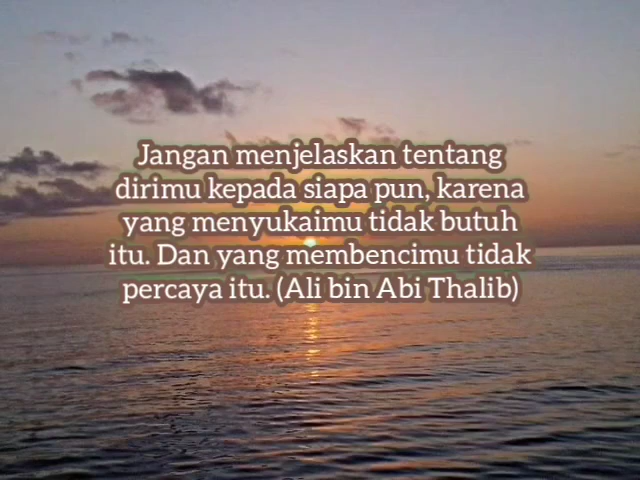 Jangan menjelaskan tentang
dirimu kepada siapa pun, karena
yang menyukaimu tidak butuh
itu. Dan yang membencimu tidak
percaya itu. (Ali bin Abi Thalib)